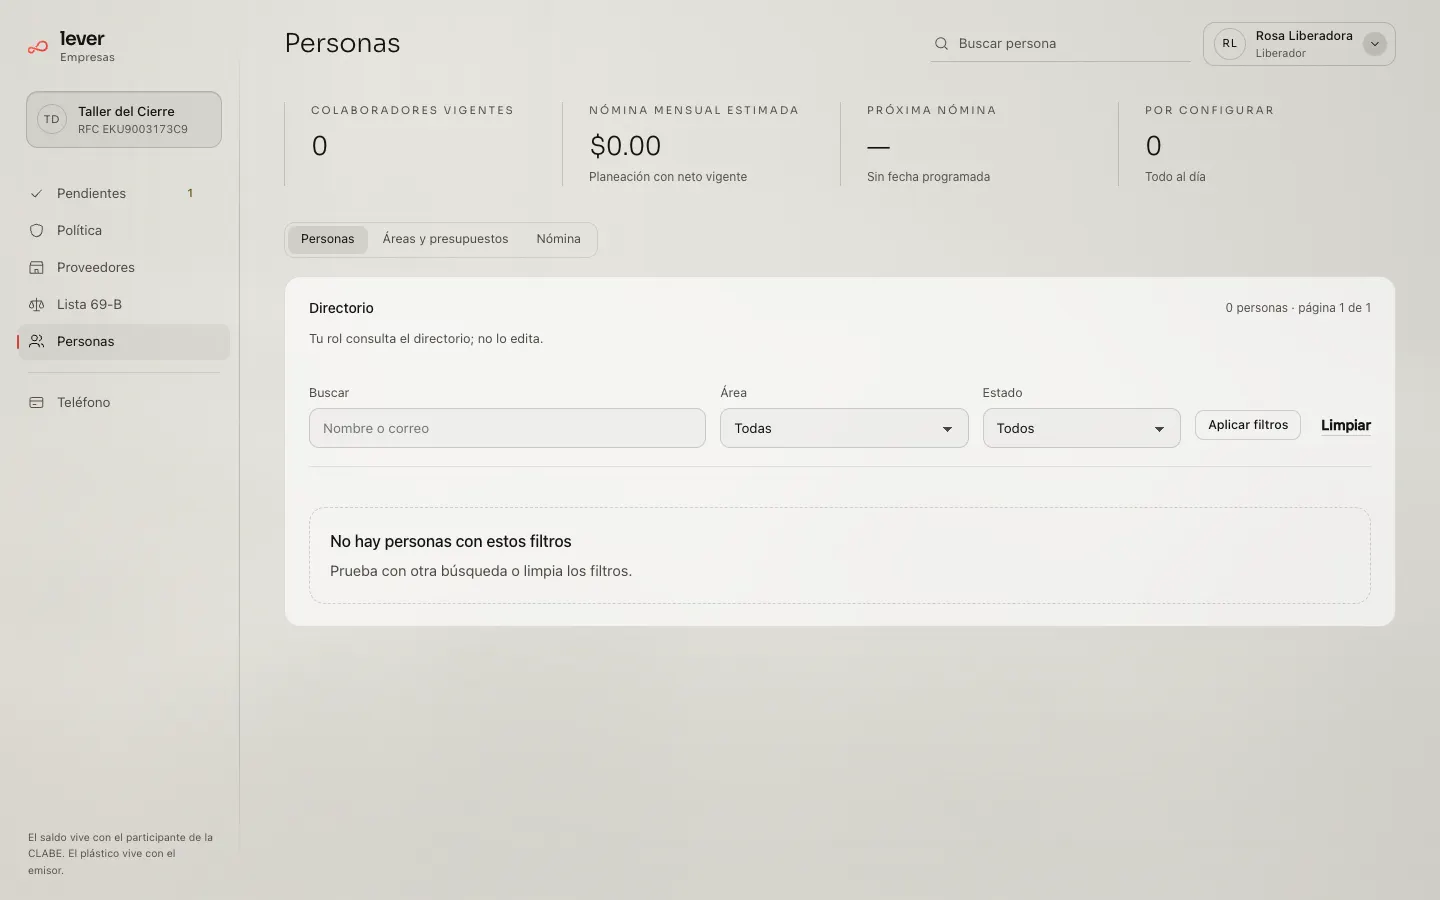 lever
Empresas
TD
Taller del Cierre
RFC EKU9003173C9
Pendientes
1
Política
Proveedores
Lista 69-B
Personas
Teléfono
El saldo vive con el participante de la
CLABE. El plástico vive con el
emisor.
Personas
Buscar persona
RL
Rosa Liberadora
Liberador
COLABORADORES VIGENTES
0
NÓMINA MENSUAL ESTIMADA
$0.00
Planeación con neto vigente
PRÓXIMA NÓMINA
—
Sin fecha programada
POR CONFIGURAR
0
Todo al día
Personas
Áreas y presupuestos
Nómina
Directorio
0 personas · página 1 de 1
Tu rol consulta el directorio; no lo edita.
Buscar
Nombre o correo
Área
Todas
Estado
Todos
Aplicar filtros
Limpiar
No hay personas con estos filtros
Prueba con otra búsqueda o limpia los filtros.